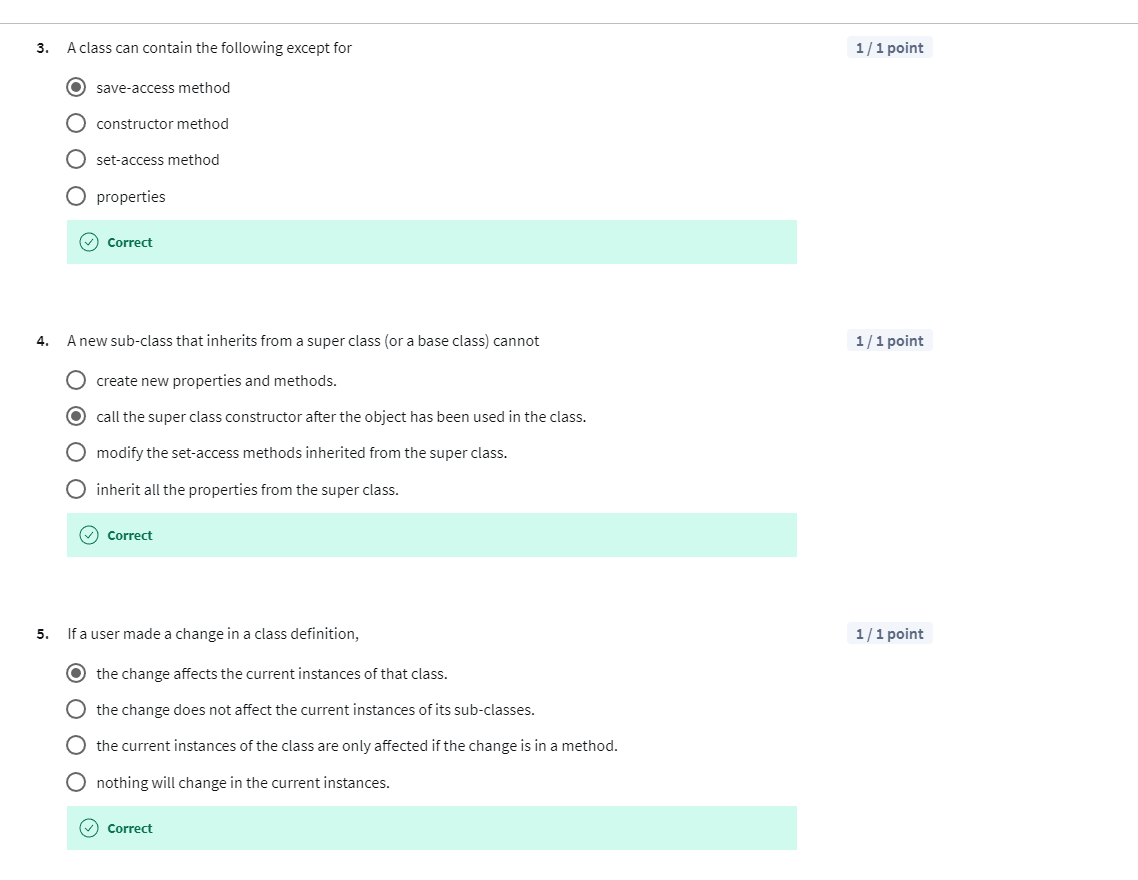 3. A class can contain the following except for 1 / 1 point
save-access method
constructor method
set-access method
properties
Correct
4. A new sub-class that inherits from a super class (or a base class) cannot 1 / 1 point
create new properties and methods.
call the super class constructor after the object has been used in the class.
modify the set-access methods inherited from the super class.
inherit all the properties from the super class.
Correct
5. If a user made a change in a class definition, 1 / 1 point
the change affects the current instances of that class.
the change does not affect the current instances of its sub-classes.
the current instances of the class are only affected if the change is in a method.
nothing will change in the current instances.
Correct